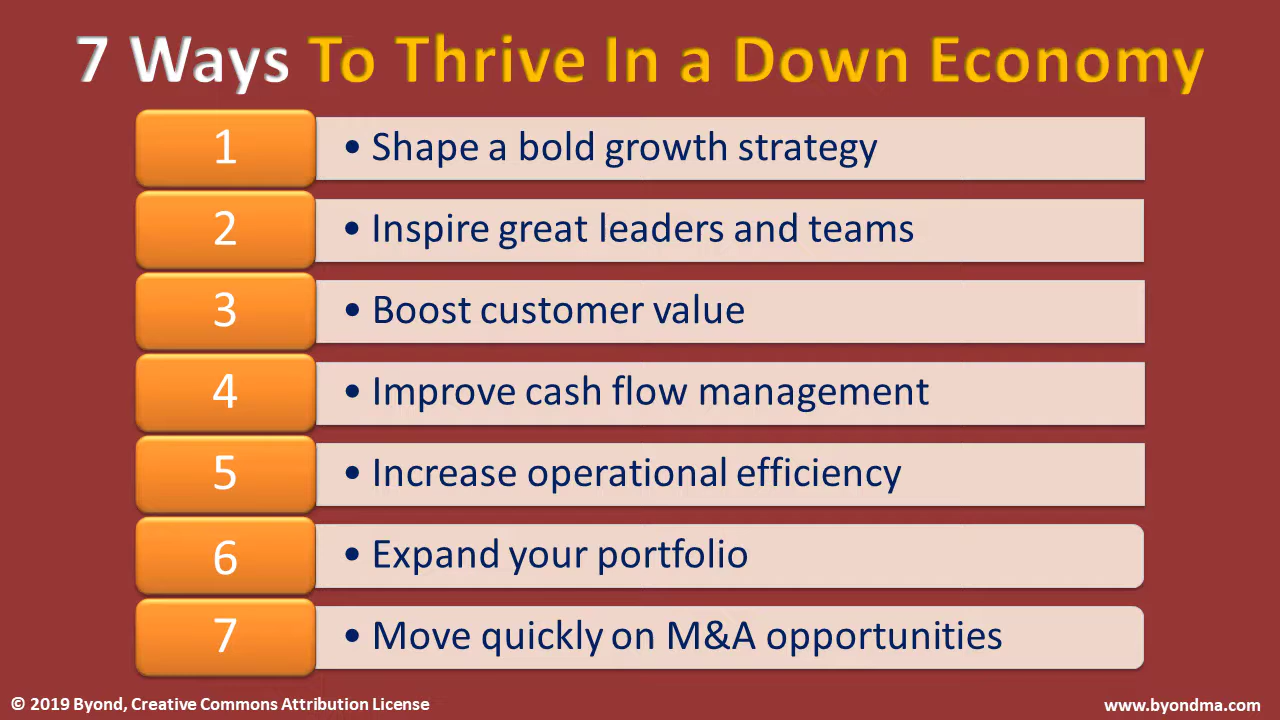 7 Ways To Thrive In a Down Economy
1
• Shape a bold growth strategy
2
• Inspire great leaders and teams
3
• Boost customer value
4
• Improve cash flow management
5
• Increase operational efficiency
6
• Expand your portfolio
7
• Move quickly on M&A opportunities
© 2019 Byond, Creative Commons Attribution License
www.byondma.com